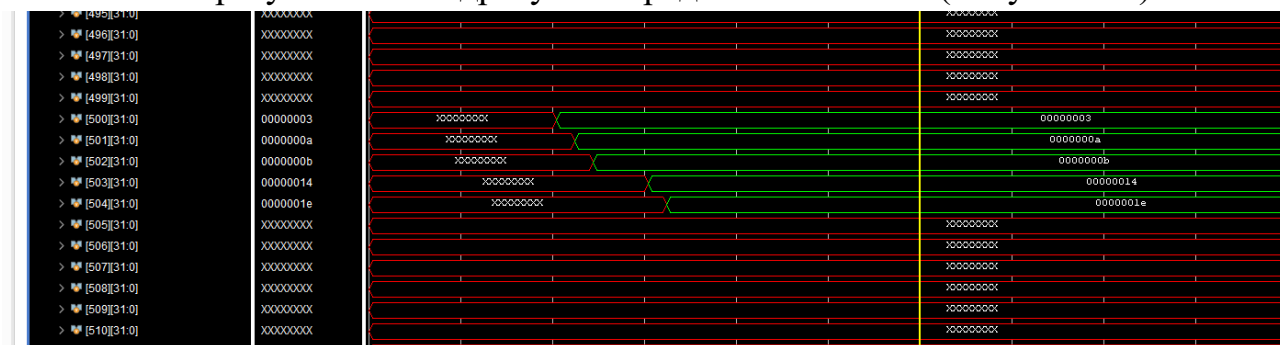 [495][31:0] XXXXXXXX XXXXXXXX
[496][31:0] XXXXXXXX XXXXXXXX
[497][31:0] XXXXXXXX XXXXXXXX
[498][31:0] XXXXXXXX XXXXXXXX
[499][31:0] XXXXXXXX XXXXXXXX
[500][31:0] 00000003 XXXXXXXX 00000003
[501][31:0] 0000000a XXXXXXXX 0000000a
[502][31:0] 0000000b XXXXXXXX 0000000b
[503][31:0] 00000014 XXXXXXXX 00000014
[504][31:0] 0000001e XXXXXXXX 0000001e
[505][31:0] XXXXXXXX XXXXXXXX
[506][31:0] XXXXXXXX XXXXXXXX
[507][31:0] XXXXXXXX XXXXXXXX
[508][31:0] XXXXXXXX XXXXXXXX
[509][31:0] XXXXXXXX XXXXXXXX
[510][31:0] XXXXXXXX XXXXXXXX